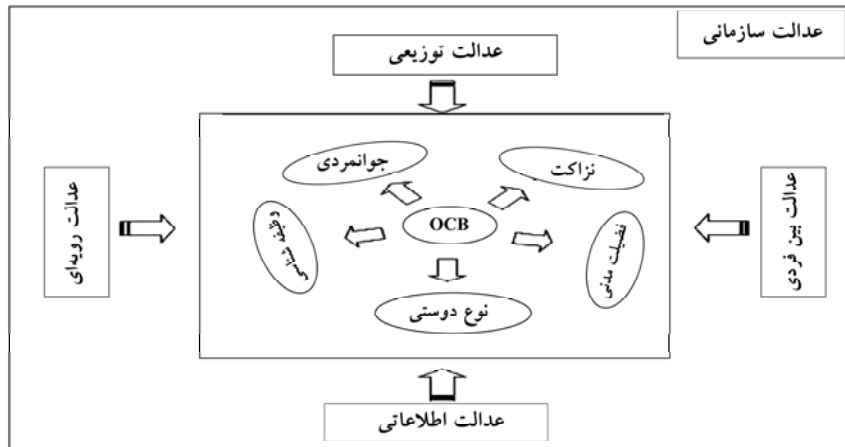 عدالت سازمانی
عدالت توزیعی
نزاکت
جوانمردی
عدالت بین فردی
فضیلت مدنی
OCB
وظیفه شناسی
عدالت رویه‌ای
نوع دوستی
عدالت اطلاعاتی